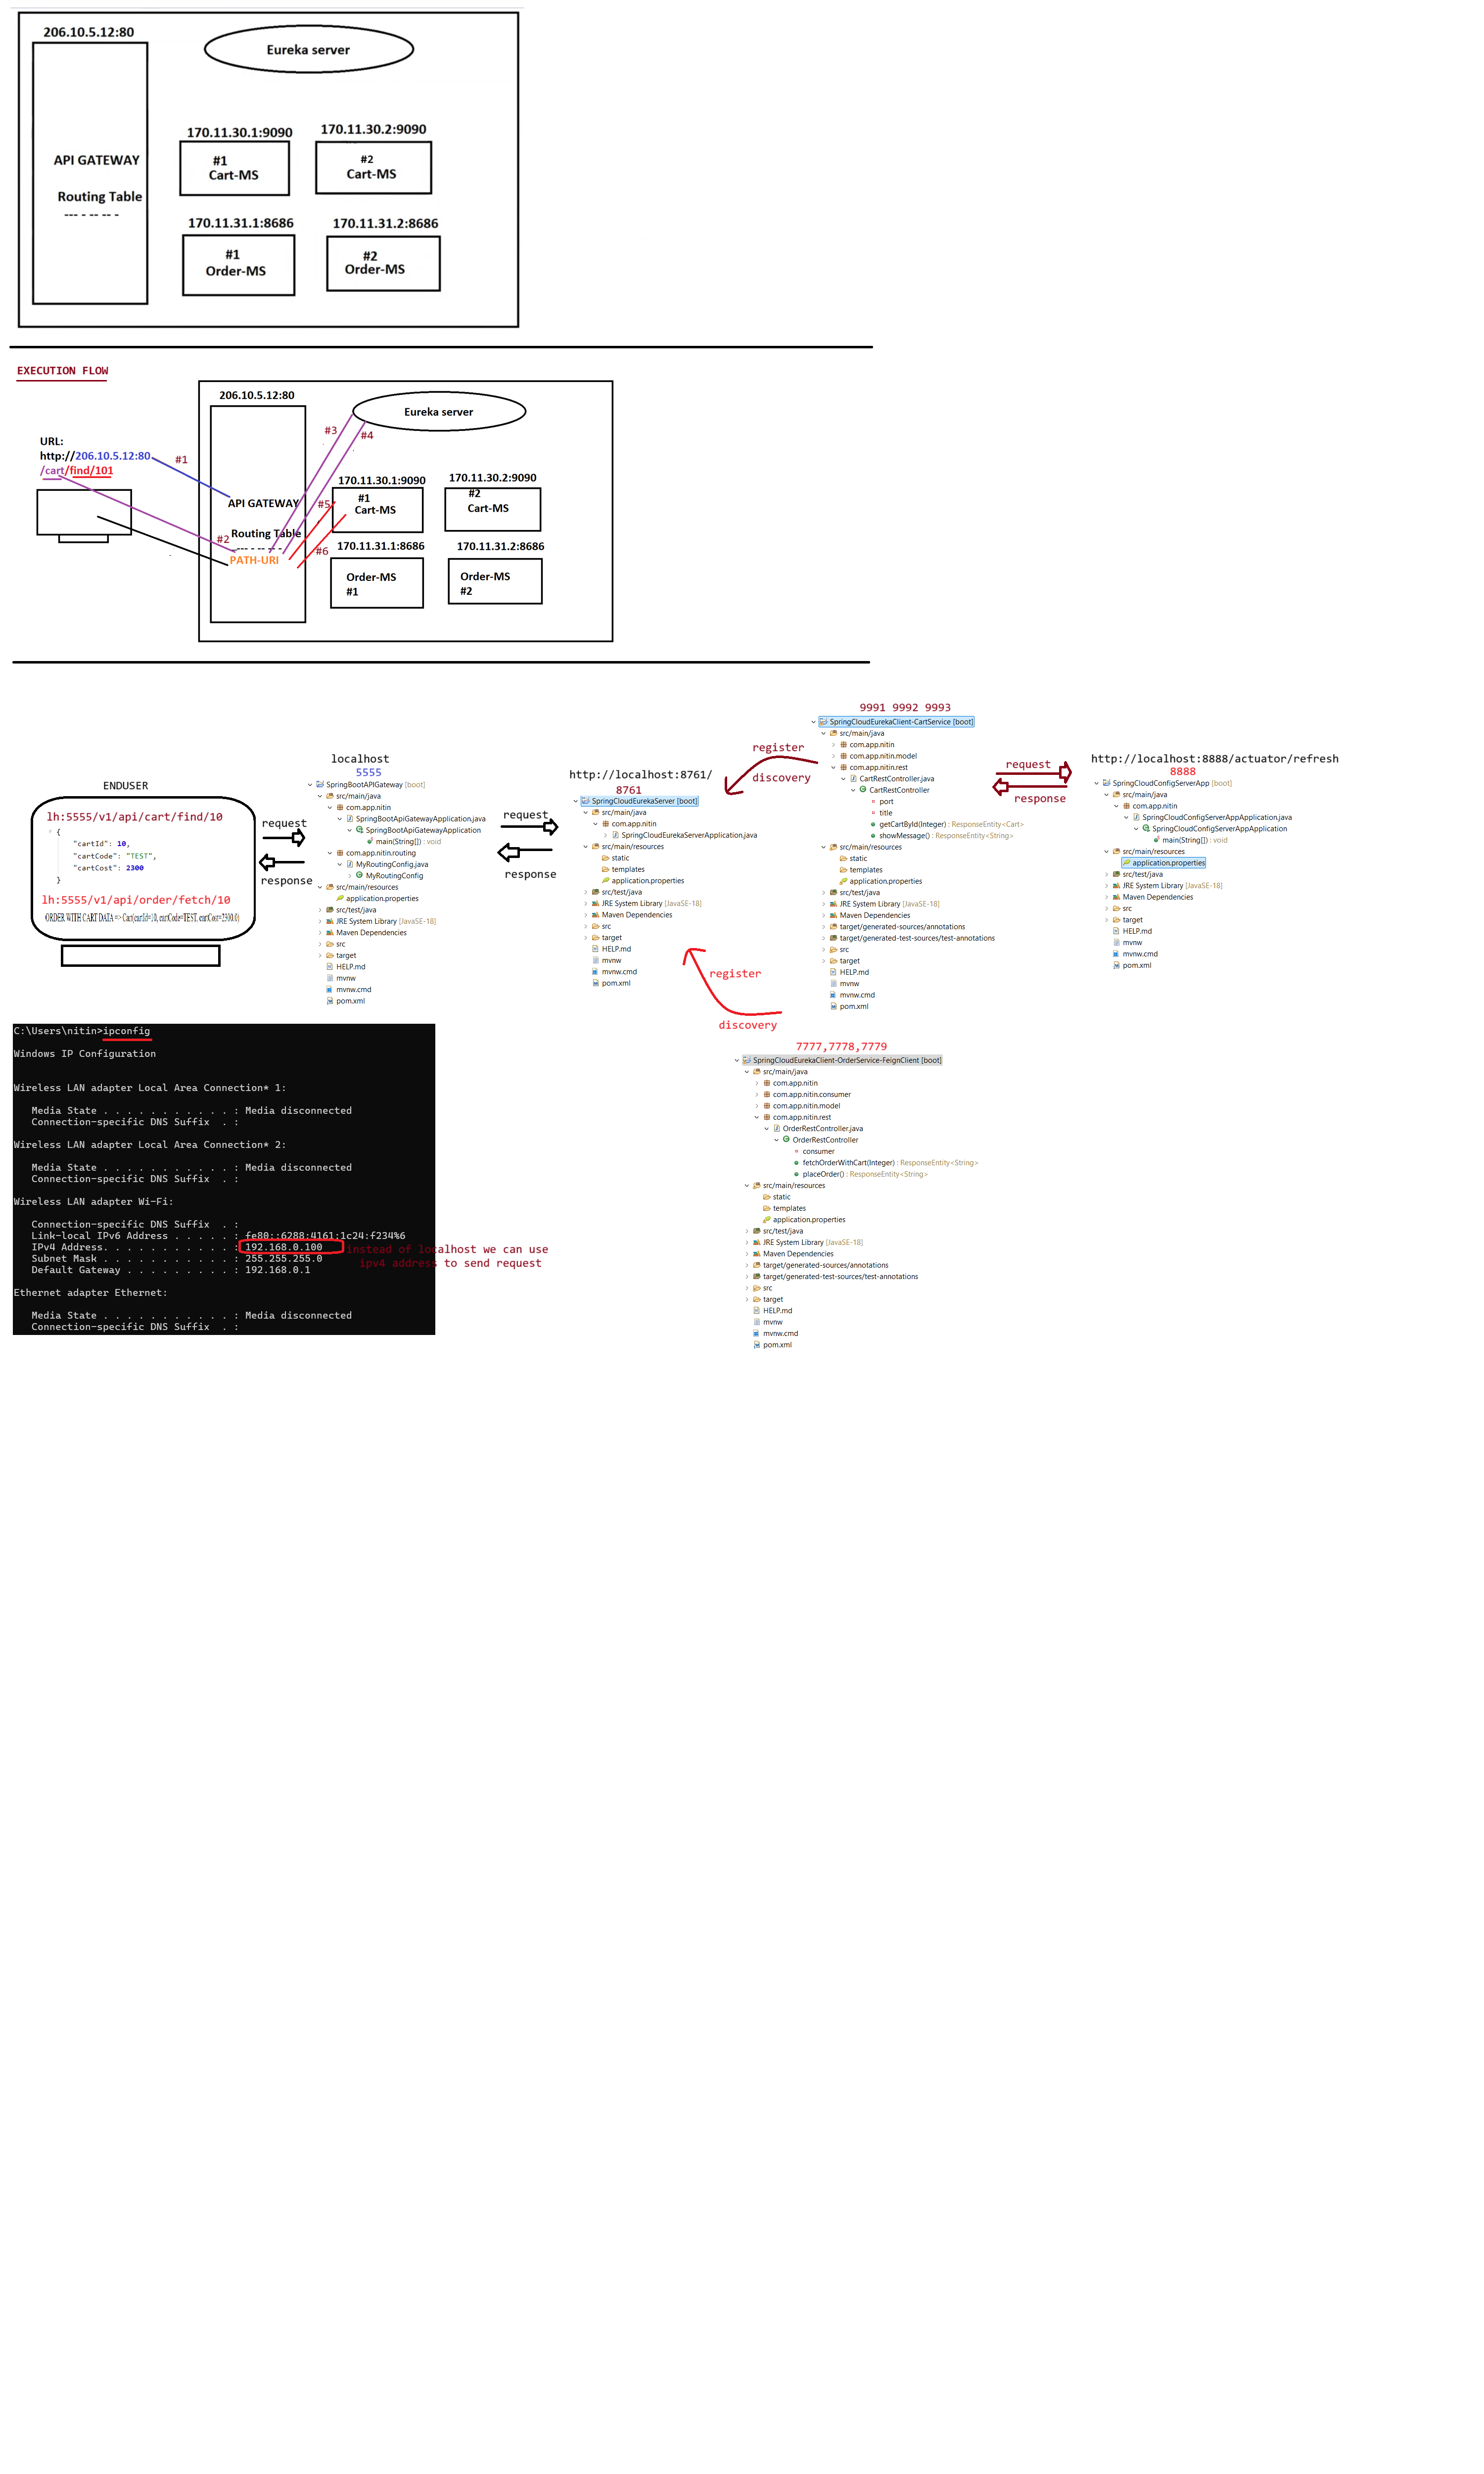 206.10.5.12:80
Eureka server
API GATEWAY
Routing Table
--- - -- -- -
170.11.30.1:9090
#1
Cart-MS
170.11.30.2:9090
#2
Cart-MS
170.11.31.1:8686
#1
Order-MS
170.11.31.2:8686
#2
Order-MS
EXECUTION FLOW
URL:
http://206.10.5.12:80
/cart/find/101
#1
#2
206.10.5.12:80
API GATEWAY
Routing Table
--- - -- -- --
PATH-URI
Eureka server
#3
#4
#5
#6
170.11.30.1:9090
#1
Cart-MS
170.11.30.2:9090
#2
Cart-MS
170.11.31.1:8686
Order-MS
#1
170.11.31.2:8686
Order-MS
#2
ENDUSER
lh:5555/v1/api/cart/find/10
{
"cartId": 10,
"cartCode": "TEST",
"cartCost": 2300
}
lh:5555/v1/api/order/fetch/10
ORDER WITH CART DATA => Cart(cartId=10, cartCode=TEST, cartCost=2300.0)
request
response
localhost
5555
SpringBootAPIGateway [boot]
src/main/java
com.app.nitin
SpringBootApiGatewayApplication.java
SpringBootApiGatewayApplication
main(String[]) : void
com.app.nitin.routing
MyRoutingConfig.java
MyRoutingConfig
src/main/resources
application.properties
src/test/java
JRE System Library [JavaSE-18]
Maven Dependencies
src
target
HELP.md
mvnw
mvnw.cmd
pom.xml
request
response
http://localhost:8761/
8761
SpringCloudEurekaServer [boot]
src/main/java
com.app.nitin
SpringCloudEurekaServerApplication.java
src/main/resources
static
templates
application.properties
src/test/java
JRE System Library [JavaSE-18]
Maven Dependencies
src
target
HELP.md
mvnw
mvnw.cmd
pom.xml
register
discovery
9991 9992 9993
SpringCloudEurekaClient-CartService [boot]
src/main/java
com.app.nitin
com.app.nitin.model
com.app.nitin.rest
CartRestController.java
CartRestController
port
title
getCartById(Integer) : ResponseEntity<Cart>
showMessage() : ResponseEntity<String>
src/main/resources
static
templates
application.properties
src/test/java
JRE System Library [JavaSE-18]
Maven Dependencies
target/generated-sources/annotations
target/generated-test-sources/test-annotations
src
target
HELP.md
mvnw
mvnw.cmd
pom.xml
request
response
http://localhost:8888/actuator/refresh
8888
SpringCloudConfigServerApp [boot]
src/main/java
com.app.nitin
SpringCloudConfigServerAppApplication.java
SpringCloudConfigServerAppApplication
main(String[]) : void
src/main/resources
application.properties
src/test/java
JRE System Library [JavaSE-18]
Maven Dependencies
src
target
HELP.md
mvnw
mvnw.cmd
pom.xml
register
discovery
7777,7778,7779
SpringCloudEurekaClient-OrderService-FeignClient [boot]
src/main/java
com.app.nitin
com.app.nitin.consumer
com.app.nitin.model
com.app.nitin.rest
OrderRestController.java
OrderRestController
consumer
fetchOrderWithCart(Integer) : ResponseEntity<String>
placeOrder() : ResponseEntity<String>
src/main/resources
static
templates
application.properties
src/test/java
JRE System Library [JavaSE-18]
Maven Dependencies
target/generated-sources/annotations
target/generated-test-sources/test-annotations
src
target
HELP.md
mvnw
mvnw.cmd
pom.xml
C:\Users\nitin>ipconfig
Windows IP Configuration
Wireless LAN adapter Local Area Connection* 1:
Media State . . . . . . . . . . . : Media disconnected
Connection-specific DNS Suffix . :
Wireless LAN adapter Local Area Connection* 2:
Media State . . . . . . . . . . . : Media disconnected
Connection-specific DNS Suffix . :
Wireless LAN adapter Wi-Fi:
Connection-specific DNS Suffix . :
Link-local IPv6 Address . . . . . : fe80::6288:4161:1c24:f234%6
IPv4 Address. . . . . . . . . . . : 192.168.0.100
Subnet Mask . . . . . . . . . . . : 255.255.255.0
Default Gateway . . . . . . . . . : 192.168.0.1
Ethernet adapter Ethernet:
Media State . . . . . . . . . . . : Media disconnected
Connection-specific DNS Suffix . :
instead of localhost we can use
ipv4 address to send request